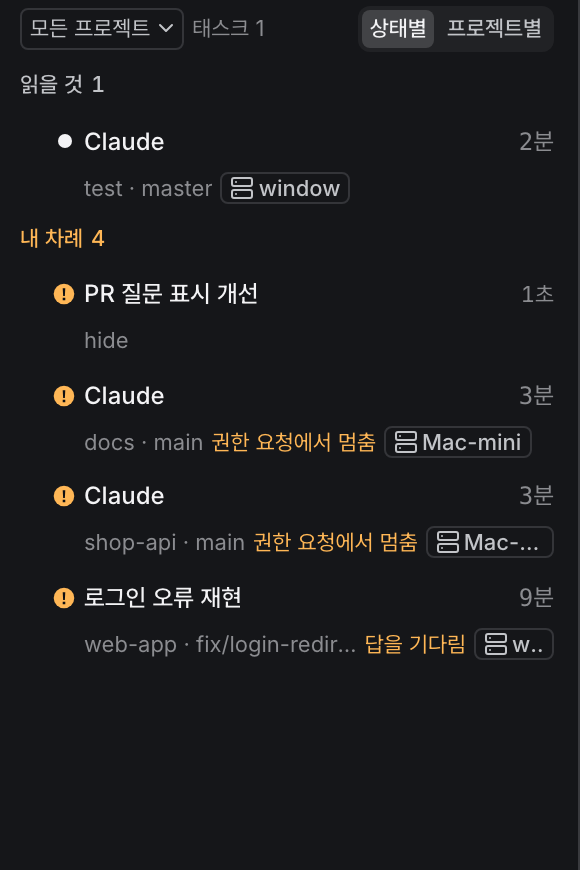 모든 프로젝트 태스크 1 상태별 프로젝트별
읽을 것 1
Claude 2분
test · master window
내 차례 4
PR 질문 표시 개선 1초
hide
Claude 3분
docs · main 권한 요청에서 멈춤 Mac-mini
Claude 3분
shop-api · main 권한 요청에서 멈춤 Mac-...
로그인 오류 재현 9분
web-app · fix/login-redir... 답을 기다림 w..